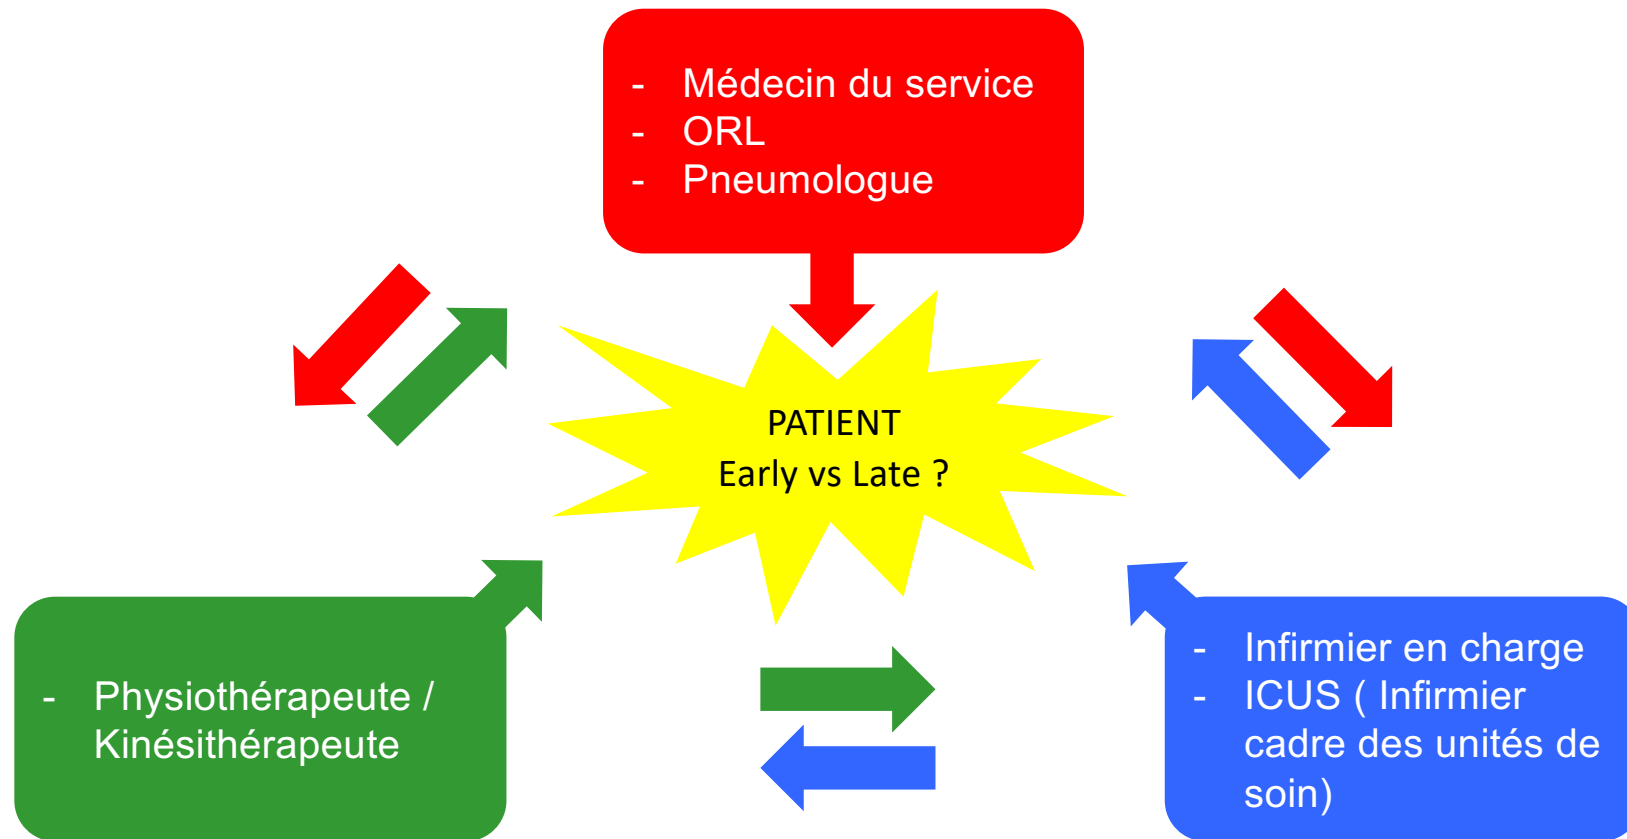 - Médecin du service
- ORL
- Pneumologue
PATIENT
Early vs Late ?
- Physiothérapeute /
Kinésithérapeute
- Infirmier en charge
- ICUS ( Infirmier
cadre des unités de
soin)